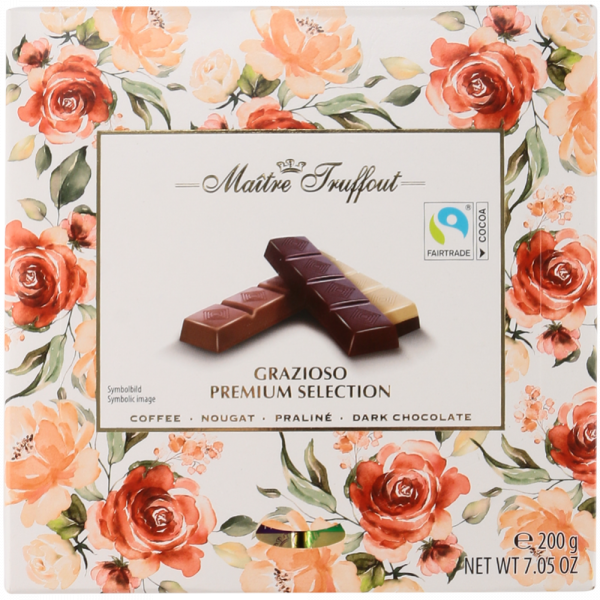 Maître Truffout
®
FAIRTRADE
COCOA
GRAZIOSO
PREMIUM SELECTION
Symbolbild
Symbolic image
COFFEE · NOUGAT · PRALINÉ · DARK CHOCOLATE
℮ 200 g
NET WT 7.05 OZ